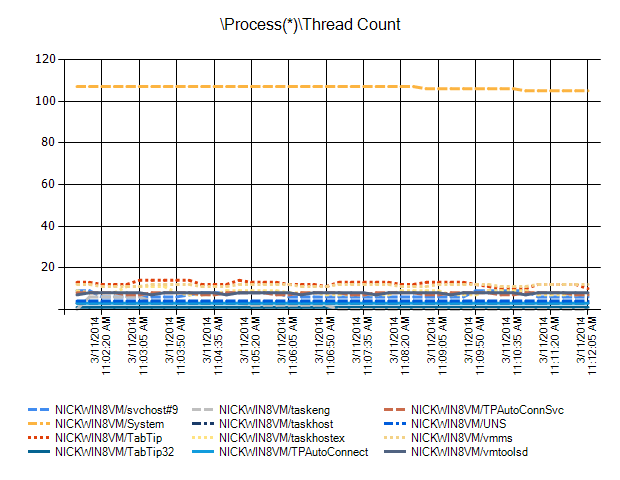 \Process(*)\Thread Count
120
100
80
60
40
20
3/11/2014 11:02:20 AM
3/11/2014 11:03:05 AM
3/11/2014 11:03:50 AM
3/11/2014 11:04:35 AM
3/11/2014 11:05:20 AM
3/11/2014 11:06:05 AM
3/11/2014 11:06:50 AM
3/11/2014 11:07:35 AM
3/11/2014 11:08:20 AM
3/11/2014 11:09:05 AM
3/11/2014 11:09:50 AM
3/11/2014 11:10:35 AM
3/11/2014 11:11:20 AM
3/11/2014 11:12:05 AM
NICKWIN8VM/svchost#9 NICKWIN8VM/taskeng NICKWIN8VM/TPAutoConnSvc
NICKWIN8VM/System NICKWIN8VM/taskhost NICKWIN8VM/UNS
NICKWIN8VM/TabTip NICKWIN8VM/taskhostex NICKWIN8VM/vmms
NICKWIN8VM/TabTip32 NICKWIN8VM/TPAutoConnect NICKWIN8VM/vmtoolsd